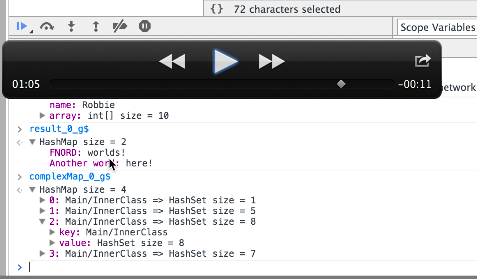 {} 72 characters selected
Scope Variables
01:05
-00:11
network
name: Robbie
array: int[] size = 10
result_0_g$
HashMap size = 2
FNORD: worlds!
Another work: here!
complexMap_0_g$
HashMap size = 4
0: Main/InnerClass => HashSet size = 1
1: Main/InnerClass => HashSet size = 5
2: Main/InnerClass => HashSet size = 8
key: Main/InnerClass
value: HashSet size = 8
3: Main/InnerClass => HashSet size = 7